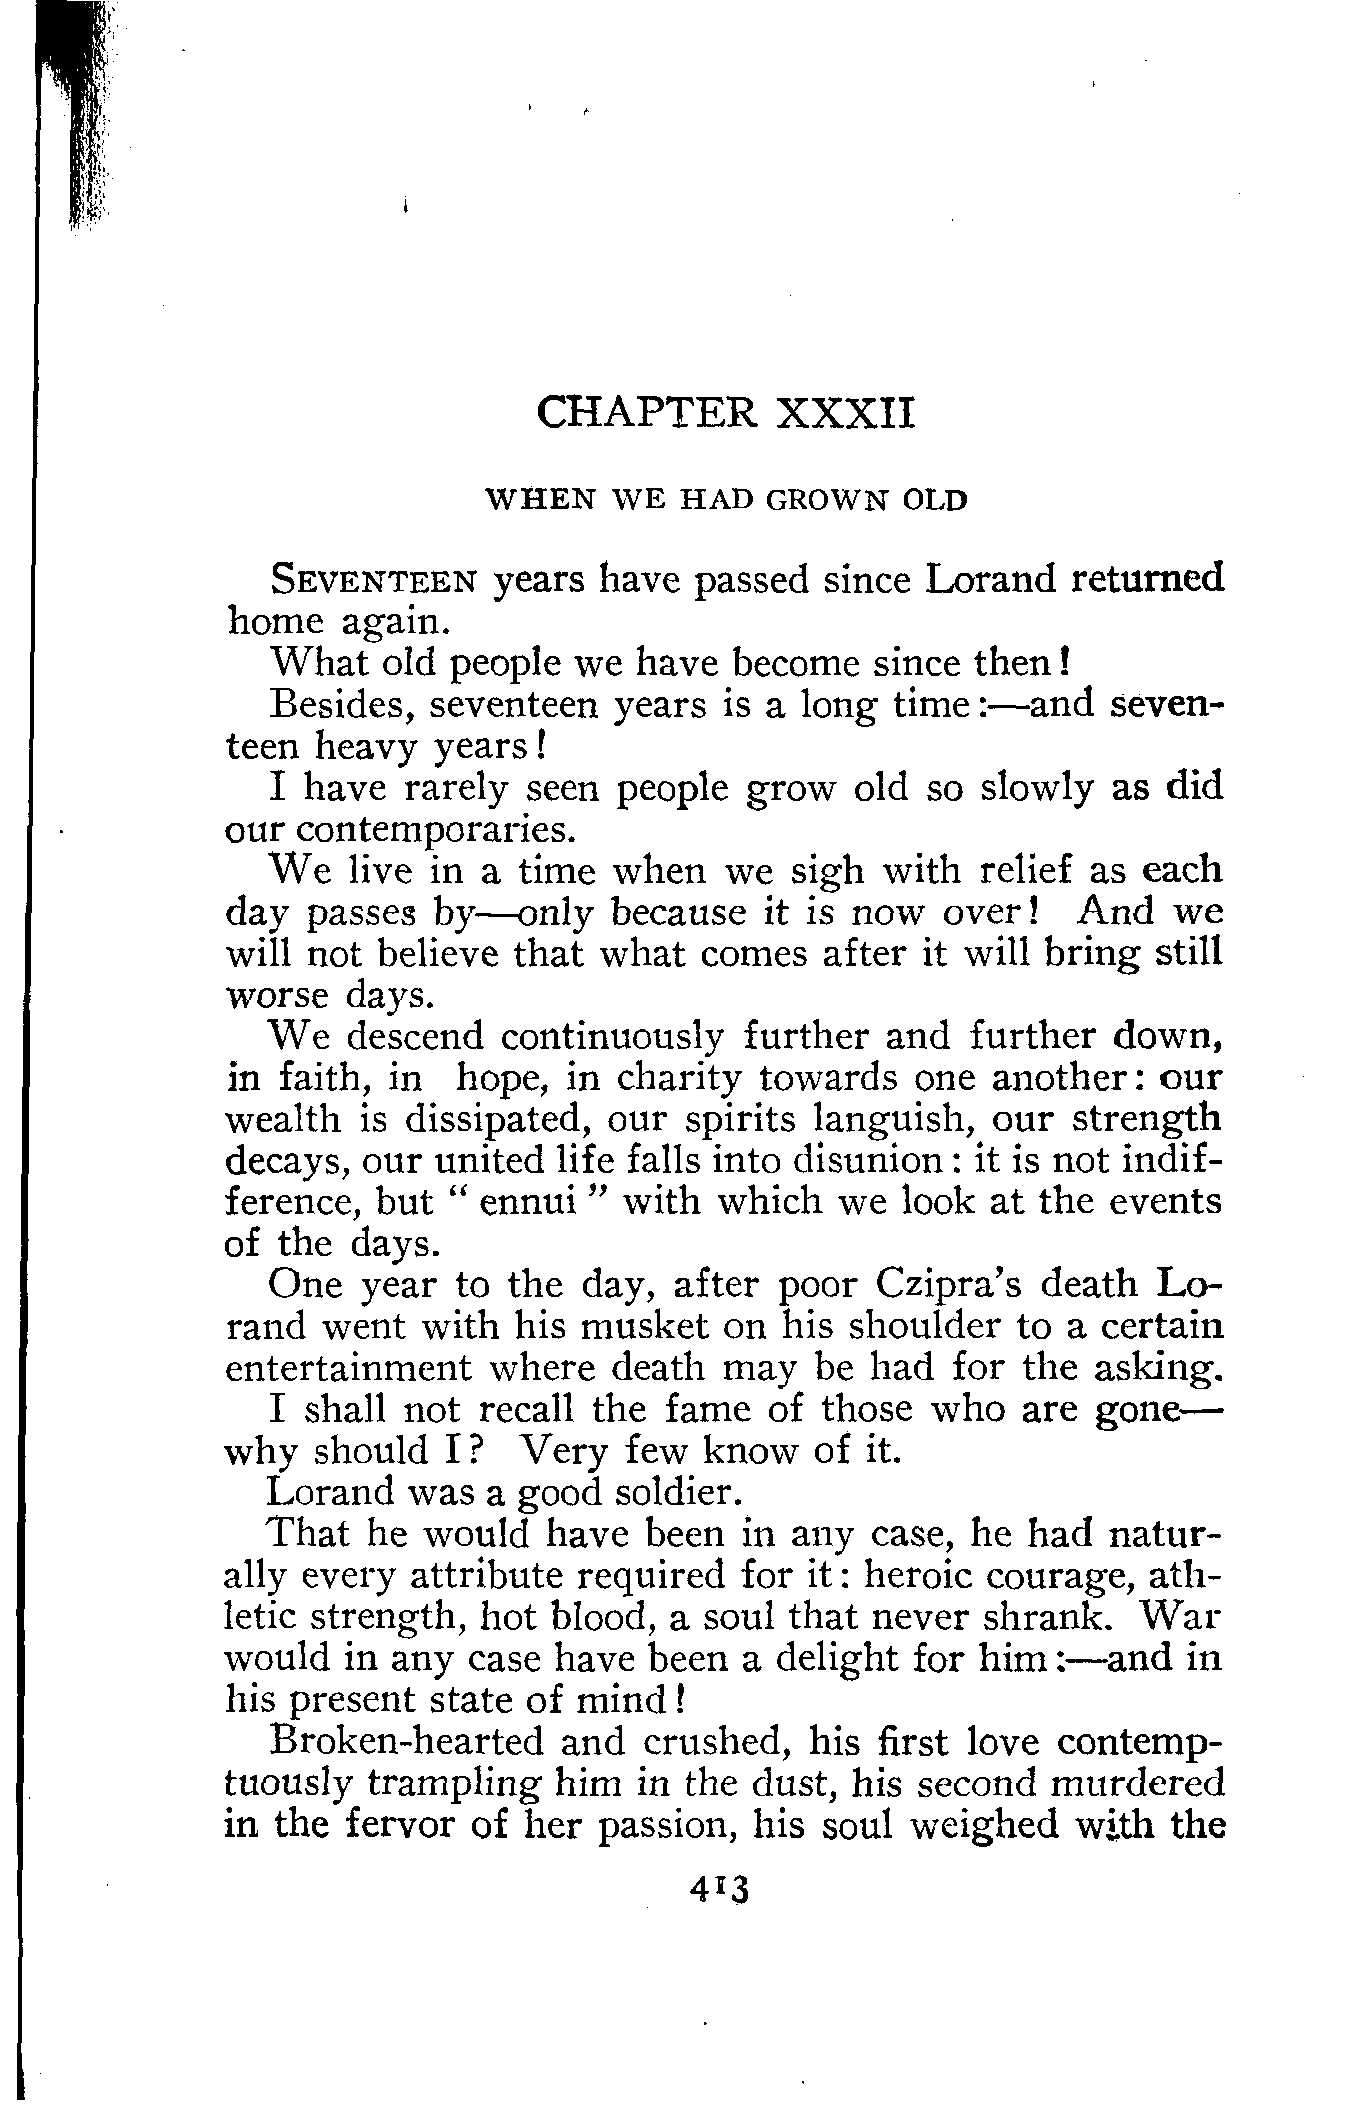 CHAPTER XXXII
WHEN WE HAD GROWN OLD
SEVENTEEN years have passed since Lorand returned
home again.
What old people we have become since then!
Besides, seventeen years is a long time:—and seven-
teen heavy years!
I have rarely seen people grow old so slowly as did
our contemporaries.
We live in a time when we sigh with relief as each
day passes by—only because it is now over! And we
will not believe that what comes after it will bring still
worse days.
We descend continuously further and further down,
in faith, in hope, in charity towards one another: our
wealth is dissipated, our spirits languish, our strength
decays, our united life falls into disunion: it is not indif-
ference, but "ennui" with which we look at the events
of the days.
One year to the day, after poor Czipra's death Lo-
rand went with his musket on his shoulder to a certain
entertainment where death may be had for the asking.
I shall not recall the fame of those who are gone—
why should I? Very few know of it.
Lorand was a good soldier.
That he would have been in any case, he had natur-
ally every attribute required for it: heroic courage, ath-
letic strength, hot blood, a soul that never shrank. War
would in any case have been a delight for him:—and in
his present state of mind!
Broken-hearted and crushed, his first love contemp-
tuously trampling him in the dust, his second murdered
in the fervor of her passion, his soul weighed with the
413